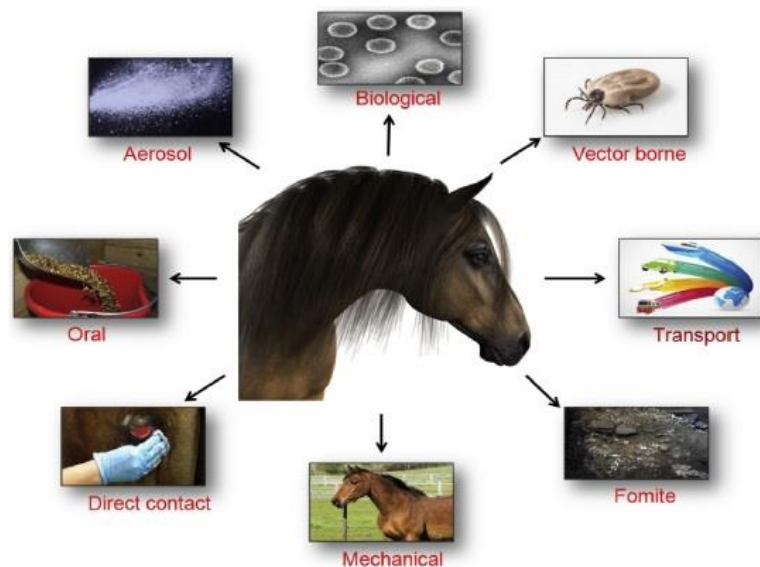 Biological
Aerosol
Vector borne
Oral
Transport
Direct contact
Fomite
Mechanical